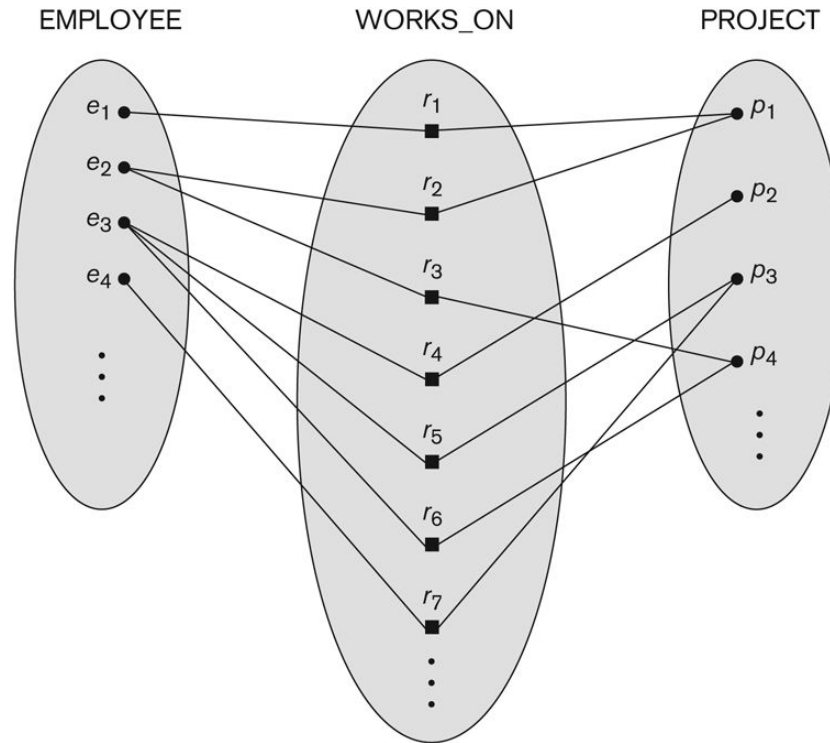 EMPLOYEE WORKS_ON PROJECT
e1
e2
e3
e4
r1
r2
r3
r4
r5
r6
r7
p1
p2
p3
p4